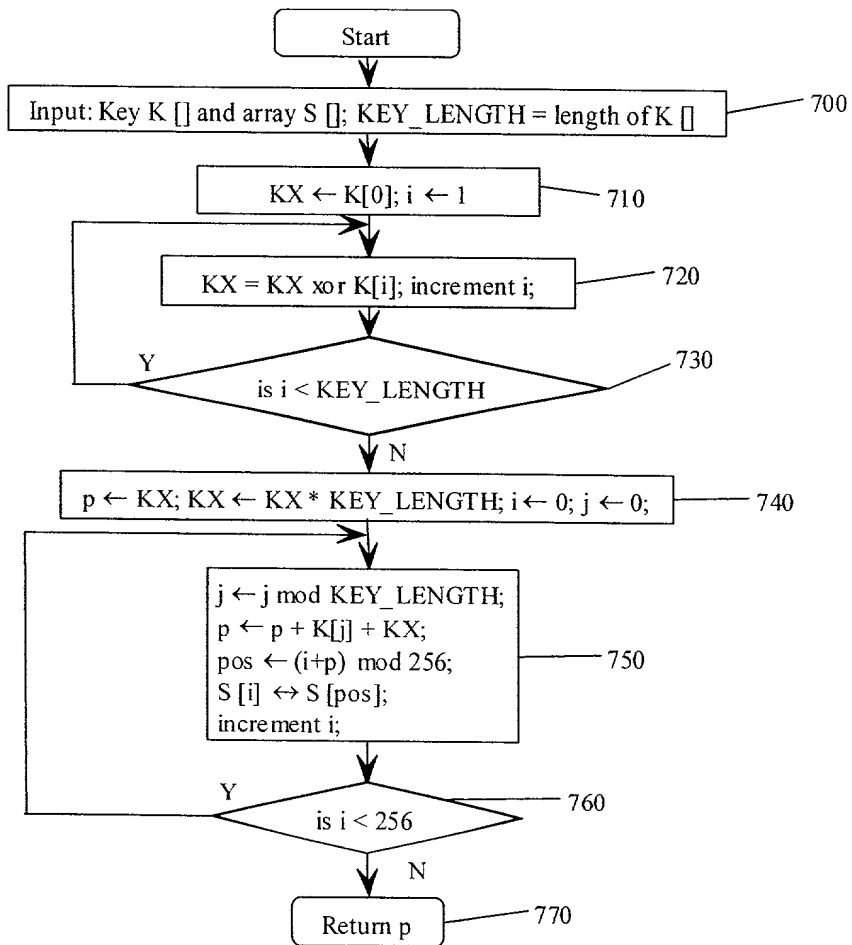 Start
Input: Key K [] and array S []; KEY_LENGTH = length of K []
700
KX ← K[0]; i ← 1
710
KX = KX xor K[i]; increment i;
720
Y
730
is i < KEY_LENGTH
N
p ← KX; KX ← KX * KEY_LENGTH; i ← 0; j ← 0;
740
j ← j mod KEY_LENGTH;
p ← p + K[j] + KX;
pos ← (i+p) mod 256;
750
S [i] ↔ S [pos];
increment i;
Y
760
is i < 256
N
Return p
770